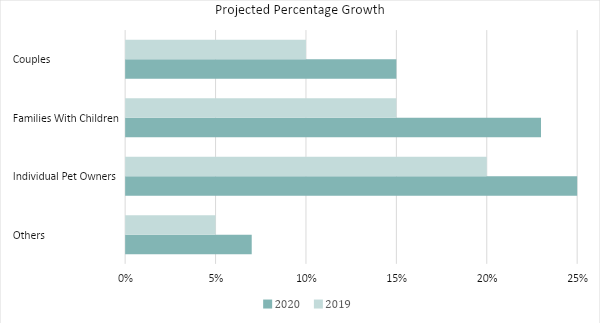 Projected Percentage Growth
Couples
Families With Children
Individual Pet Owners
Others
0% 5% 10% 15% 20% 25%
2020 2019